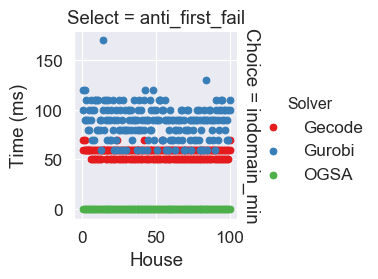 Select = anti_first_fail
150
100
50
0
Time (ms)
0
50
100
House
Choice = indomain_min
Solver
Gecode
Gurobi
OGSA